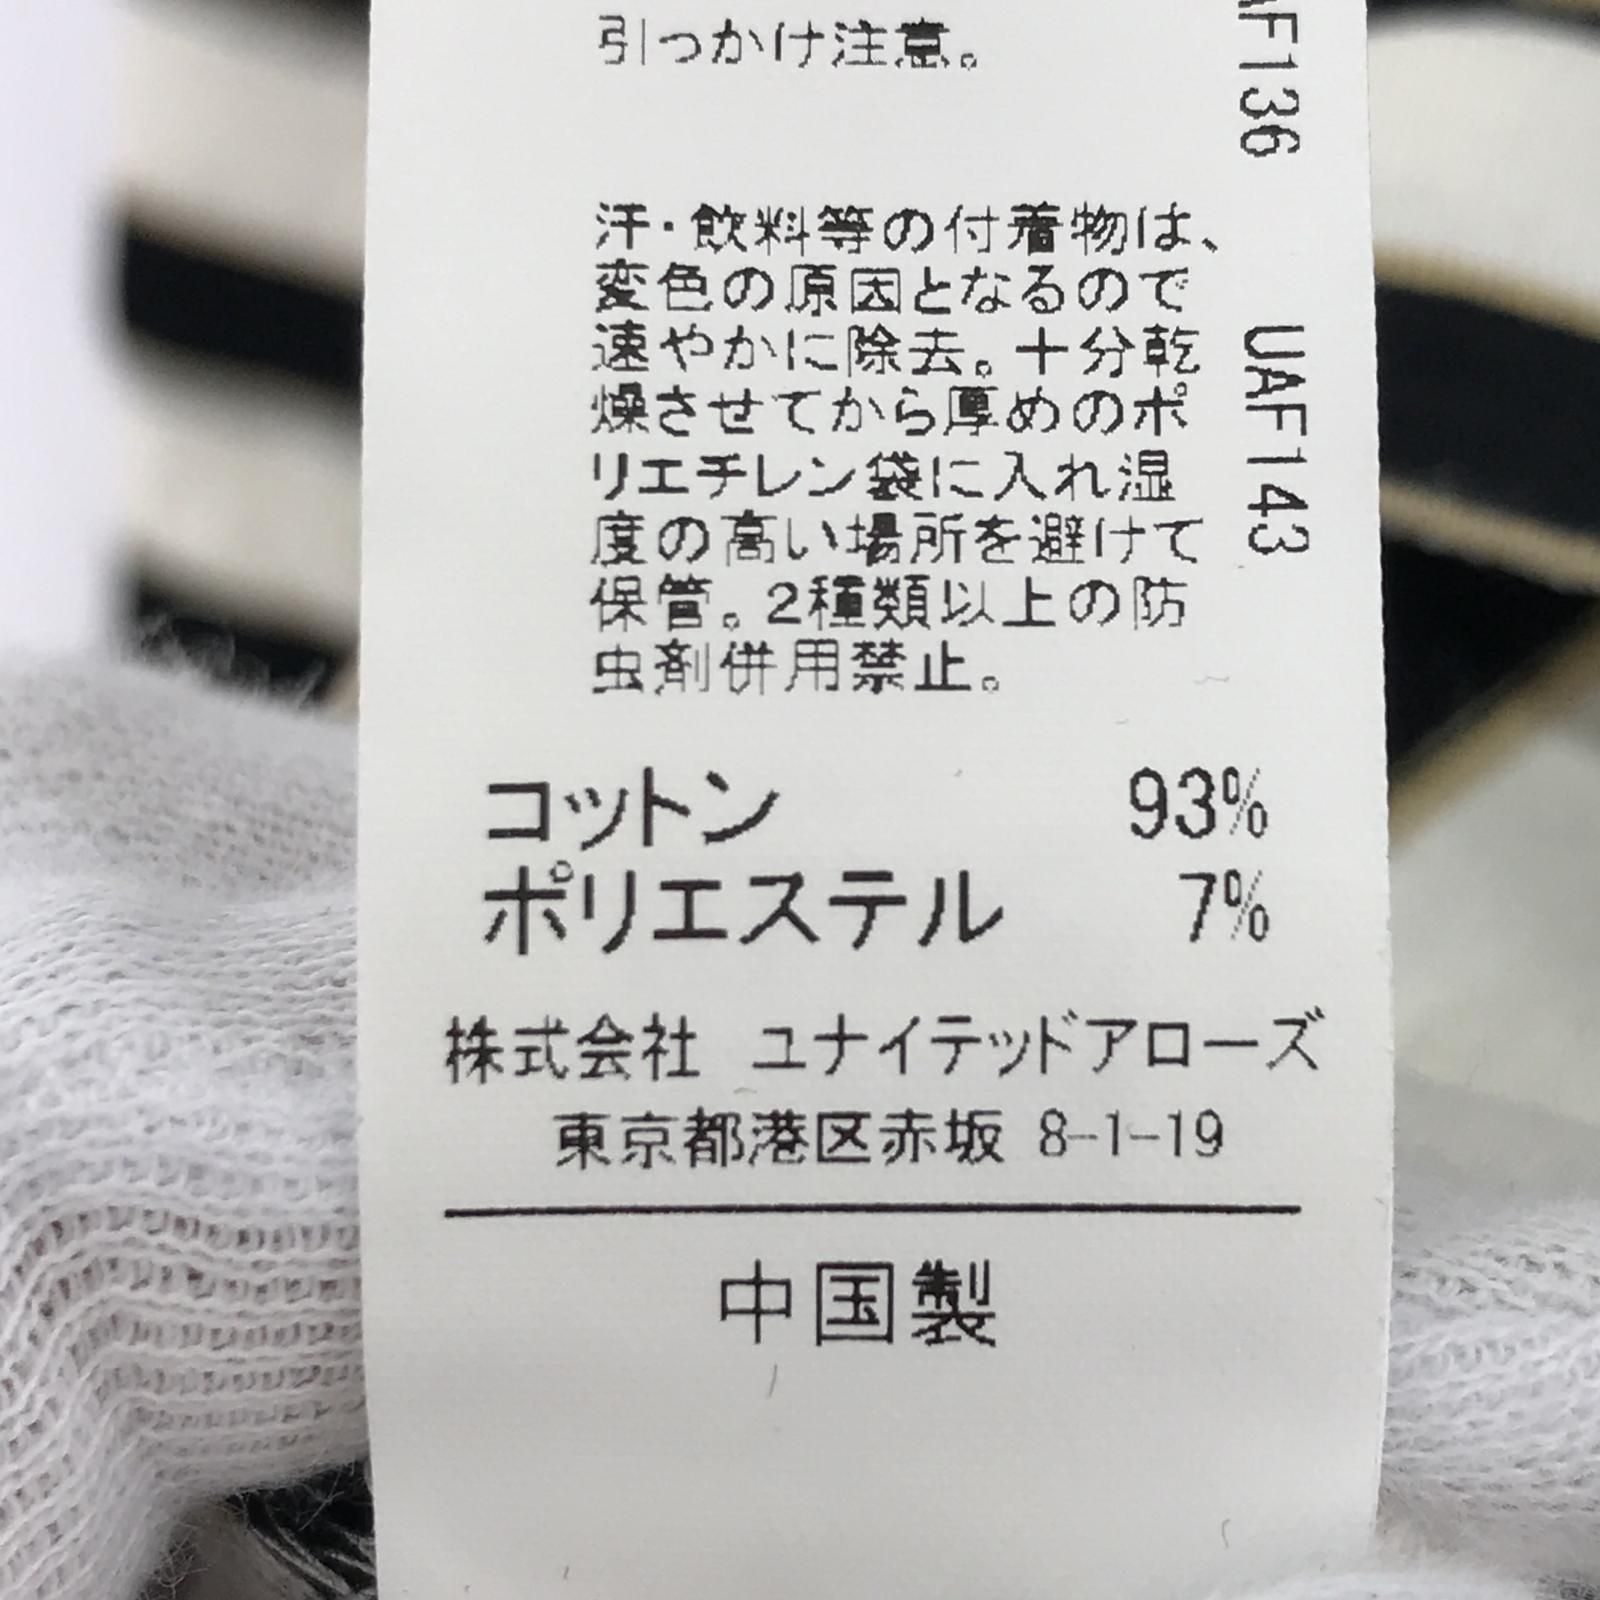 引っかけ注意。
汗・飲料等の付着物は、
変色の原因となるので
速やかに除去。十分乾
燥させてから厚めのポ
リエチレン袋に入れ湿
度の高い場所を避けて
保管。2種類以上の防
虫剤併用禁止。
コットン 93%
ポリエステル 7%
株式会社 ユナイテッドアローズ
東京都港区赤坂 8-1-19
中国製
AF136 UAF143